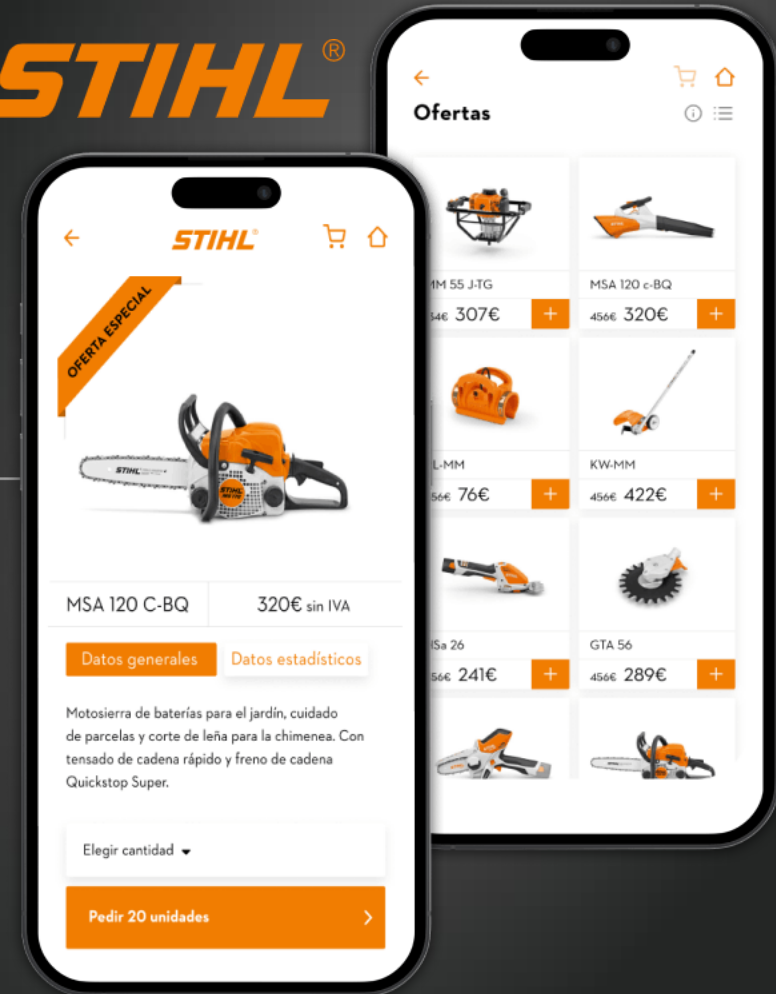 STIHL®
STIHL®
OFERTA ESPECIAL
STIHL
STIHL
MSA 120 C-BQ
320€ sin IVA
Datos generales
Datos estadísticos
Motosierra de baterías para el jardín, cuidado
de parcelas y corte de leña para la chimenea. Con
tensado de cadena rápido y freno de cadena
Quickstop Super.
Elegir cantidad
Pedir 20 unidades
Ofertas
55 J-TG
307€ +
MSA 120 c-BQ
456€ 320€ +
L-MM
76€ +
KW-MM
456€ 422€ +
26
241€ +
GTA 56
456€ 289€ +